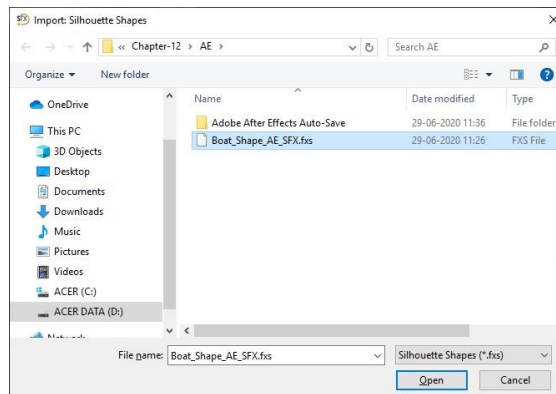 sfx Import: Silhouette Shapes
« Chapter-12 > AE >
Search AE
Organize
New folder
Name Date modified Type
OneDrive
This PC
3D Objects
Desktop
Documents
Downloads
Music
Pictures
Videos
ACER (C:)
ACER DATA (D:)
Adobe After Effects Auto-Save 29-06-2020 11:36 File folder
Boat_Shape_AE_SFX.fxs 29-06-2020 11:26 FXS File
File name: Boat_Shape_AE_SFX.fxs
Silhouette Shapes (*.fxs)
Open Cancel